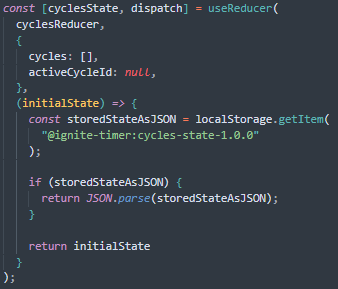 const [cyclesState, dispatch] = useReducer(
  cyclesReducer,
  {
    cycles: [],
    activeCycleId: null,
  },
  (initialState) => {
    const storedStateAsJSON = localStorage.getItem(
      "@ignite-timer:cycles-state-1.0.0"
    );

    if (storedStateAsJSON) {
      return JSON.parse(storedStateAsJSON);
    }

    return initialState
  }
);